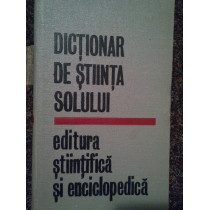 DICȚIONAR
DE ȘTIINȚA
SOLULUI
editura
științifică
și enciclopedică